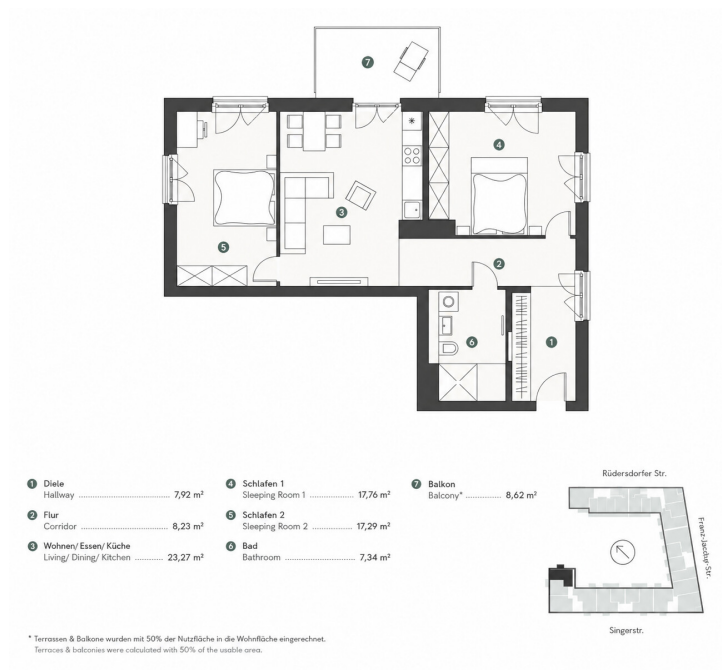 7
4
3
5
2
6
1
1 Diele
Hallway .......... 7,92 m²
2 Flur
Corridor .......... 8,23 m²
3 Wohnen/ Essen/ Küche
Living/ Dining/ Kitchen .......... 23,27 m²
4 Schlafen 1
Sleeping Room 1 .......... 17,76 m²
5 Schlafen 2
Sleeping Room 2 .......... 17,29 m²
6 Bad
Bathroom .......... 7,34 m²
7 Balkon
Balcony* .......... 8,62 m²
Rüdersdorfer Str.
Franz-Jacob-Str.
Singerstr.
* Terrassen & Balkone wurden mit 50% der Nutzfläche in die Wohnfläche eingerechnet.
Terraces & balconies were calculated with 50% of the usable area.